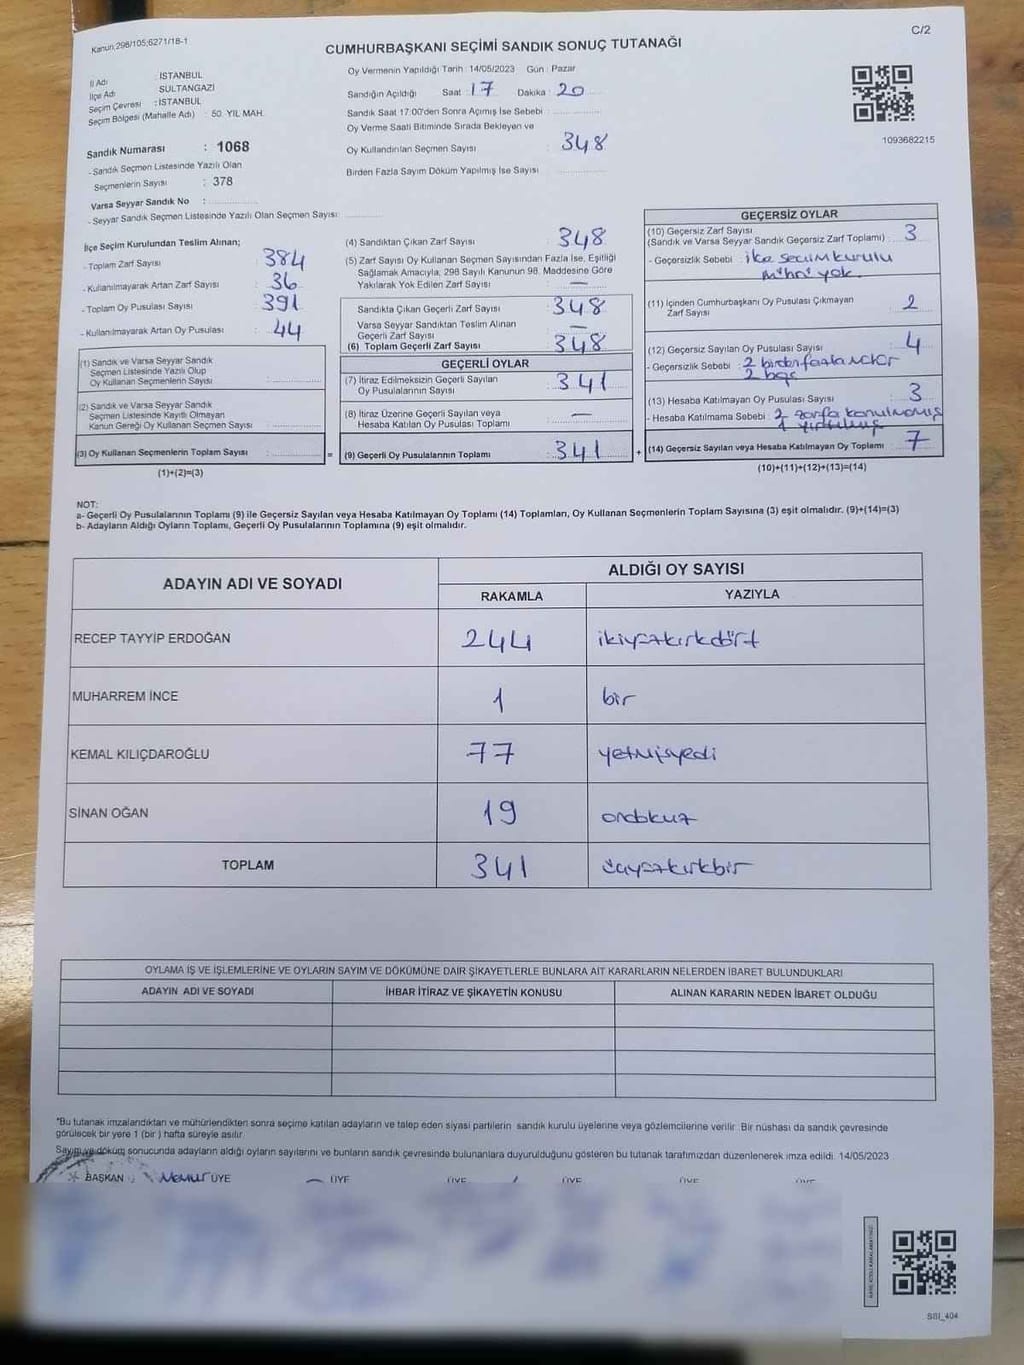 Kanun:298/105;6271/18-1
C/2
CUMHURBAŞKANI SEÇİMİ SANDIK SONUÇ TUTANAĞI
İl Adı : İSTANBUL
İlçe Adı SULTANGAZİ
Seçim Çevresi : İSTANBUL
Seçim Bölgesi (Mahalle Adı) : 50. YIL MAH.
Sandık Numarası : 1068
- Sandık Seçmen Listesinde Yazılı Olan
Seçmenlerin Sayısı : 378
Varsa Seyyar Sandık No :
- Seyyar Sandık Seçmen Listesinde Yazılı Olan Seçmen Sayısı:
Oy Vermenin Yapıldığı Tarih : 14/05/2023 Gün : Pazar
Sandığın Açıldığı Saat : 17 Dakika : 20
Sandık Saat 17:00'den Sonra Açımış İse Sebebi :
Oy Verme Saati Bitiminde Sırada Bekleyen ve
Oy Kullandırılan Seçmen Sayısı : 348
Birden Fazla Sayım Döküm Yapılmış İse Sayısı :
1093682215
İlçe Seçim Kurulundan Teslim Alınan;
- Toplam Zarf Sayısı : 384
- Kullanılmayarak Artan Zarf Sayısı : 36
- Toplam Oy Pusulası Sayısı : 391
- Kullanılmayarak Artan Oy Pusulası : 44
(1) Sandık ve Varsa Seyyar Sandık
Seçmen Listesinde Yazılı Olup
Oy Kullanan Seçmenlerin Sayısı :
(2) Sandık ve Varsa Seyyar Sandık
Seçmen Listesinde Kayıtlı Olmayan
Kanun Gereği Oy Kullanan Seçmen Sayısı :
(3) Oy Kullanan Seçmenlerin Toplam Sayısı : =
(1)+(2)=(3)
(4) Sandıktan Çıkan Zarf Sayısı : 348
(5) Zarf Sayısı Oy Kullanan Seçmen Sayısından Fazla İse, Eşitliği
Sağlamak Amacıyla, 298 Sayılı Kanunun 98. Maddesine Göre
Yakılarak Yok Edilen Zarf Sayısı : —
Sandıkta Çıkan Geçerli Zarf Sayısı : 348
Varsa Seyyar Sandıktan Teslim Alınan
Geçerli Zarf Sayısı : —
(6) Toplam Geçerli Zarf Sayısı : 348
GEÇERLİ OYLAR
(7) İtiraz Edilmeksizin Geçerli Sayılan
Oy Pusulalarının Sayısı : 341
(8) İtiraz Üzerine Geçerli Sayılan veya
Hesaba Katılan Oy Pusulası Toplamı : —
(9) Geçerli Oy Pusulalarının Toplamı : 341 +
GEÇERSİZ OYLAR
(10) Geçersiz Zarf Sayısı
(Sandık ve Varsa Seyyar Sandık Geçersiz Zarf Toplamı) : 3
- Geçersizlik Sebebi : ilçe seçim kurulu
mührü yok
(11) İçinden Cumhurbaşkanı Oy Pusulası Çıkmayan
Zarf Sayısı : 2
(12) Geçersiz Sayılan Oy Pusulası Sayısı : 4
- Geçersizlik Sebebi : 2 birden fazla
2 boş
(13) Hesaba Katılmayan Oy Pusulası Sayısı : 3
- Hesaba Katılmama Sebebi : 2 zarfa konulmamış
1 yırtılmış
(14) Geçersiz Sayılan veya Hesaba Katılmayan Oy Toplamı : 7
(10)+(11)+(12)+(13)=(14)
NOT:
a- Geçerli Oy Pusulalarının Toplamı (9) ile Geçersiz Sayılan veya Hesaba Katılmayan Oy Toplamı (14) Toplamları, Oy Kullanan Seçmenlerin Toplam Sayısına (3) eşit olmalıdır. (9)+(14)=(3)
b- Adayların Aldığı Oyların Toplamı, Geçerli Oy Pusulalarının Toplamına (9) eşit olmalıdır.
ADAYIN ADI VE SOYADI ALDIĞI OY SAYISI
RAKAMLA YAZIYLA
RECEP TAYYİP ERDOĞAN 244 ikiyüzkırkdört
MUHARREM İNCE 1 bir
KEMAL KILIÇDAROĞLU 77 yetmişyedi
SİNAN OĞAN 19 ondokuz
TOPLAM 341 üçyüzkırkbir
OYLAMA İŞ VE İŞLEMLERİNE VE OYLARIN SAYIM VE DÖKÜMÜNE DAİR ŞİKAYETLERLE BUNLARA AİT KARARLARIN NELERDEN İBARET BULUNDUKLARI
ADAYIN ADI VE SOYADI İHBAR İTİRAZ VE ŞİKAYETİN KONUSU ALINAN KARARIN NEDEN İBARET OLDUĞU
*Bu tutanak imzalandıktan ve mühürlendikten sonra seçime katılan adayların ve talep eden siyasi partilerin sandık kurulu üyelerine veya gözlemcilerine verilir. Bir nüshası da sandık çevresinde
görülecek bir yere 1 (bir) hafta süreyle asılır.
Sayım ve döküm sonucunda adayların aldığı oyların sayılarını ve bunların sandık çevresinde bulunanlara duyurulduğunu gösteren bu tutanak tarafımızdan düzenlenerek imza edildi. 14/05/2023
BAŞKAN Memur ÜYE ÜYE ÜYE ÜYE ÜYE
SSI_404